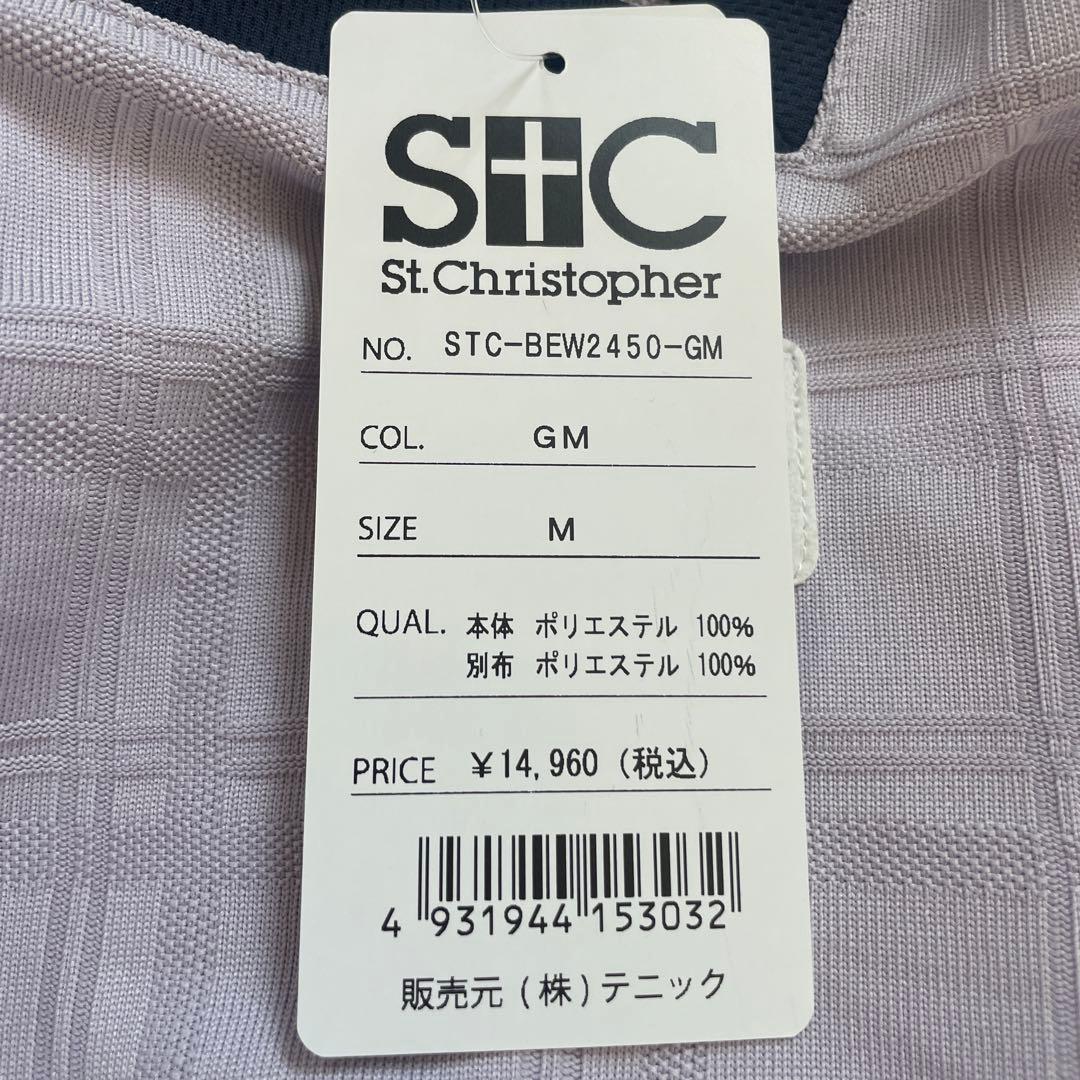 STC
St.Christopher
NO. STC-BEW2450-GM
COL. GM
SIZE M
QUAL. 本体 ポリエステル 100%
別布 ポリエステル 100%
PRICE ¥14,960 (税込)
4 931944 153032
販売元 (株) テニック